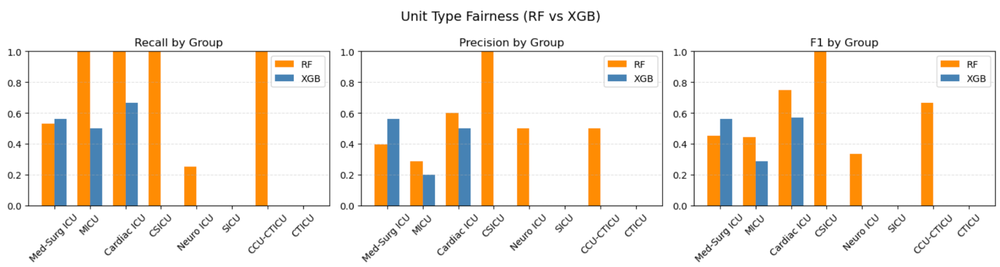 Unit Type Fairness (RF vs XGB)
Recall by Group
1.0
0.8
0.6
0.4
0.2
0.0
RF
XGB
Med-Surg ICU
MICU
Cardiac ICU
CSICU
Neuro ICU
SICU
CCU-CTICU
CTICU
Precision by Group
1.0
0.8
0.6
0.4
0.2
0.0
RF
XGB
Med-Surg ICU
MICU
Cardiac ICU
CSICU
Neuro ICU
SICU
CCU-CTICU
CTICU
F1 by Group
1.0
0.8
0.6
0.4
0.2
0.0
RF
XGB
Med-Surg ICU
MICU
Cardiac ICU
CSICU
Neuro ICU
SICU
CCU-CTICU
CTICU